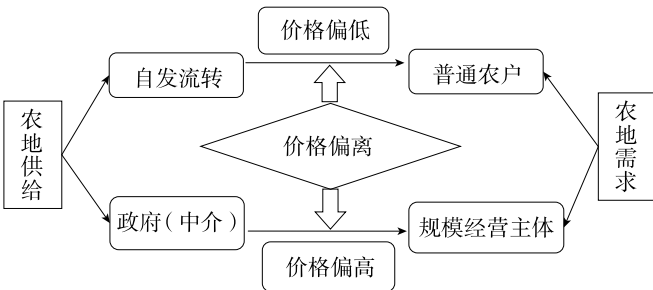 价格偏低
自发流转
普通农户
农地供给
价格偏离
农地需求
政府（中介）
规模经营主体
价格偏高